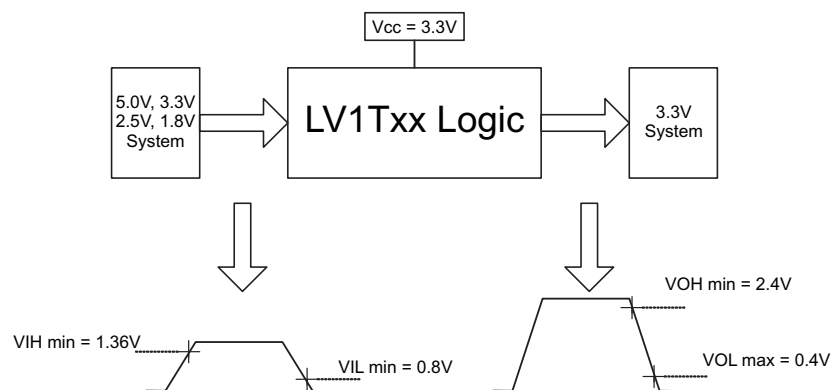 Vcc = 3.3V
5.0V, 3.3V
2.5V, 1.8V
System
LV1Txx Logic
3.3V
System
VIH min = 1.36V
VIL min = 0.8V
VOH min = 2.4V
VOL max = 0.4V